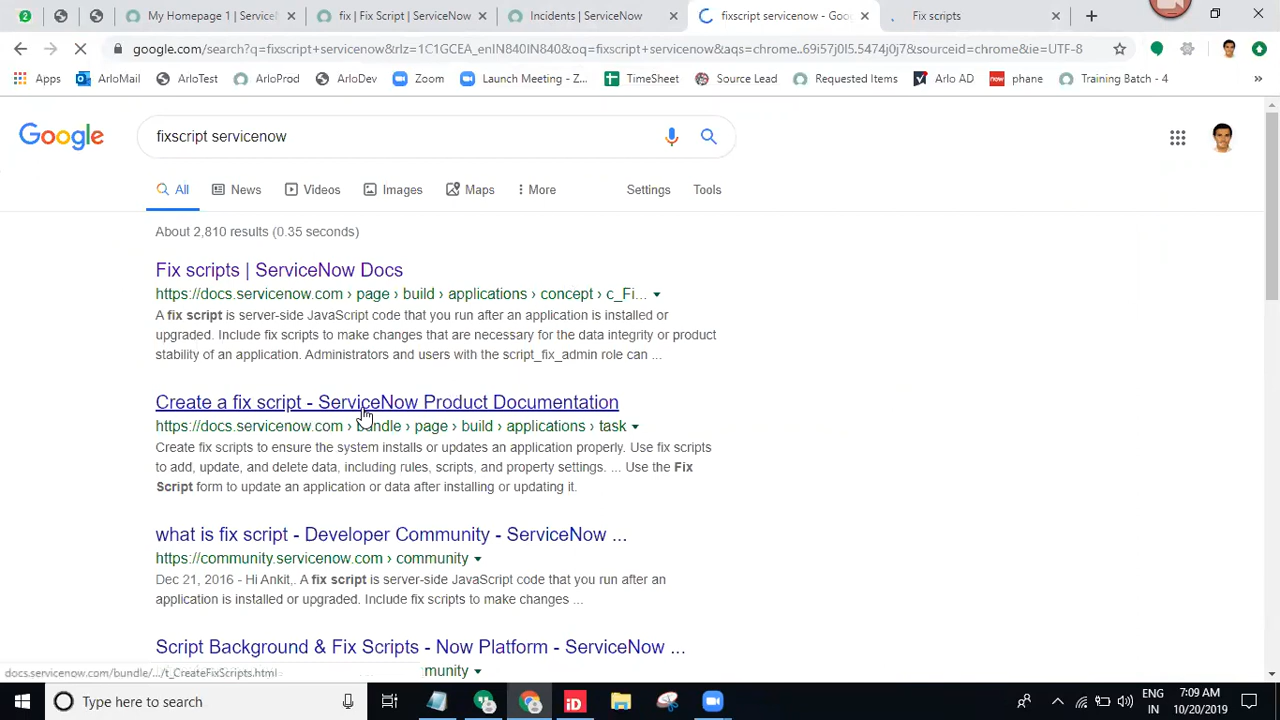 2
My Homepage 1 | Service
fix | Fix Script | ServiceNow
Incidents | ServiceNow
fixscript servicenow - Goo
Fix scripts
google.com/search?q=fixscript+servicenow&rlz=1C1GCEA_enIN840IN840&oq=fixscript+servicenow&aqs=chrome..69i57j0l5.5474j0j7&sourceid=chrome&ie=UTF-8
Apps
ArloMail
ArloTest
ArloProd
ArloDev
Zoom
Launch Meeting - Z...
TimeSheet
Source Lead
Requested Items
Arlo AD
now
phane
Training Batch - 4
»
Google
fixscript servicenow
All
News
Videos
Images
Maps
More
Settings
Tools
About 2,810 results (0.35 seconds)
Fix scripts | ServiceNow Docs
https://docs.servicenow.com › page › build › applications › concept › c_Fi...
A fix script is server-side JavaScript code that you run after an application is installed or
upgraded. Include fix scripts to make changes that are necessary for the data integrity or product
stability of an application. Administrators and users with the script_fix_admin role can ...
Create a fix script - ServiceNow Product Documentation
https://docs.servicenow.com › bundle › page › build › applications › task
Create fix scripts to ensure the system installs or updates an application properly. Use fix scripts
to add, update, and delete data, including rules, scripts, and property settings. ... Use the Fix
Script form to update an application or data after installing or updating it.
what is fix script - Developer Community - ServiceNow ...
https://community.servicenow.com › community
Dec 21, 2016 - Hi Ankit,. A fix script is server-side JavaScript code that you run after an
application is installed or upgraded. Include fix scripts to make changes ...
Script Background & Fix Scripts - Now Platform - ServiceNow ...
docs.servicenow.com/bundle/.../t_CreateFixScripts.html
mmunity
Type here to search
iD
ENG
IN
7:09 AM
10/20/2019